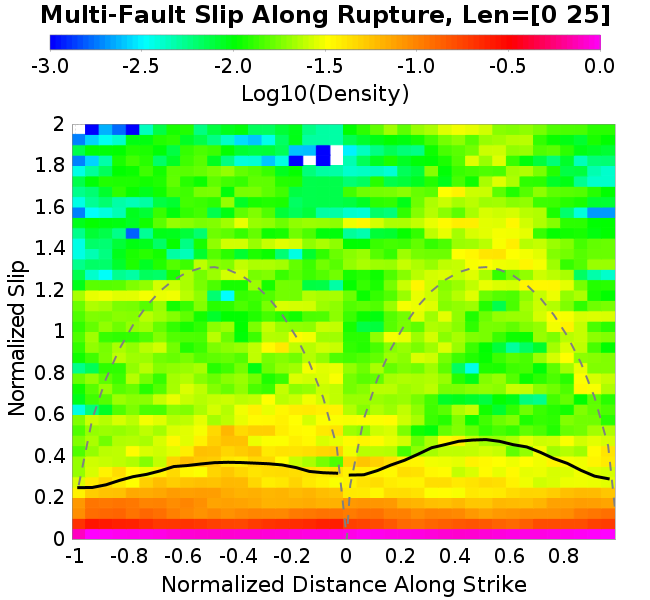 Multi-Fault Slip Along Rupture, Len=[0 25]
-3.0 -2.5 -2.0 -1.5 -1.0 -0.5 0.0
Log10(Density)
2
1.8
1.6
1.4
1.2
1
0.8
0.6
0.4
0.2
0
Normalized Slip
-1 -0.8 -0.6 -0.4 -0.2 0 0.2 0.4 0.6 0.8
Normalized Distance Along Strike